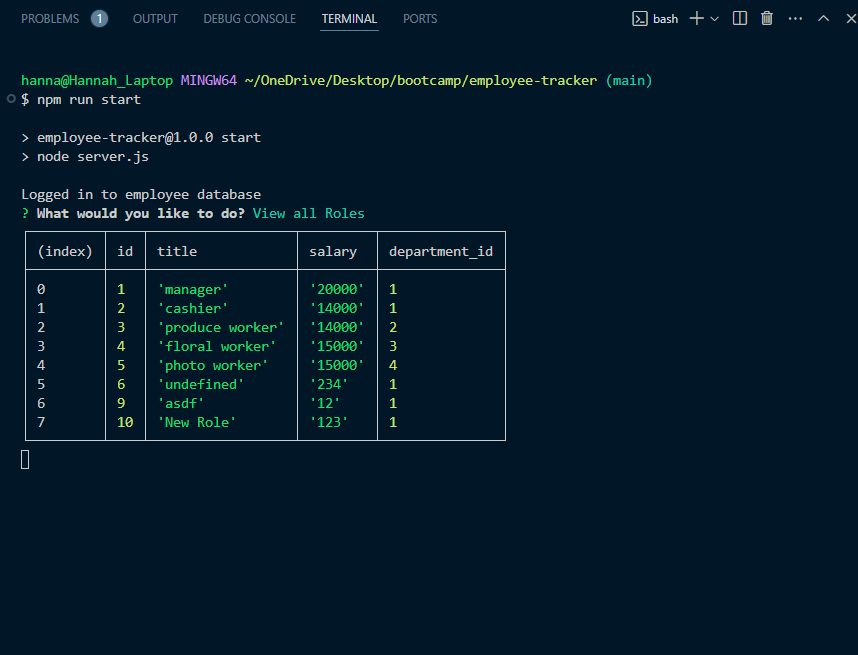 PROBLEMS 1 OUTPUT DEBUG CONSOLE TERMINAL PORTS bash
hanna@Hannah_Laptop MINGW64 ~/OneDrive/Desktop/bootcamp/employee-tracker (main)
$ npm run start
> employee-tracker@1.0.0 start
> node server.js
Logged in to employee database
? What would you like to do? View all Roles
(index) id title salary department_id
0 1 'manager' '20000' 1
1 2 'cashier' '14000' 1
2 3 'produce worker' '14000' 2
3 4 'floral worker' '15000' 3
4 5 'photo worker' '15000' 4
5 6 'undefined' '234' 1
6 9 'asdf' '12' 1
7 10 'New Role' '123' 1